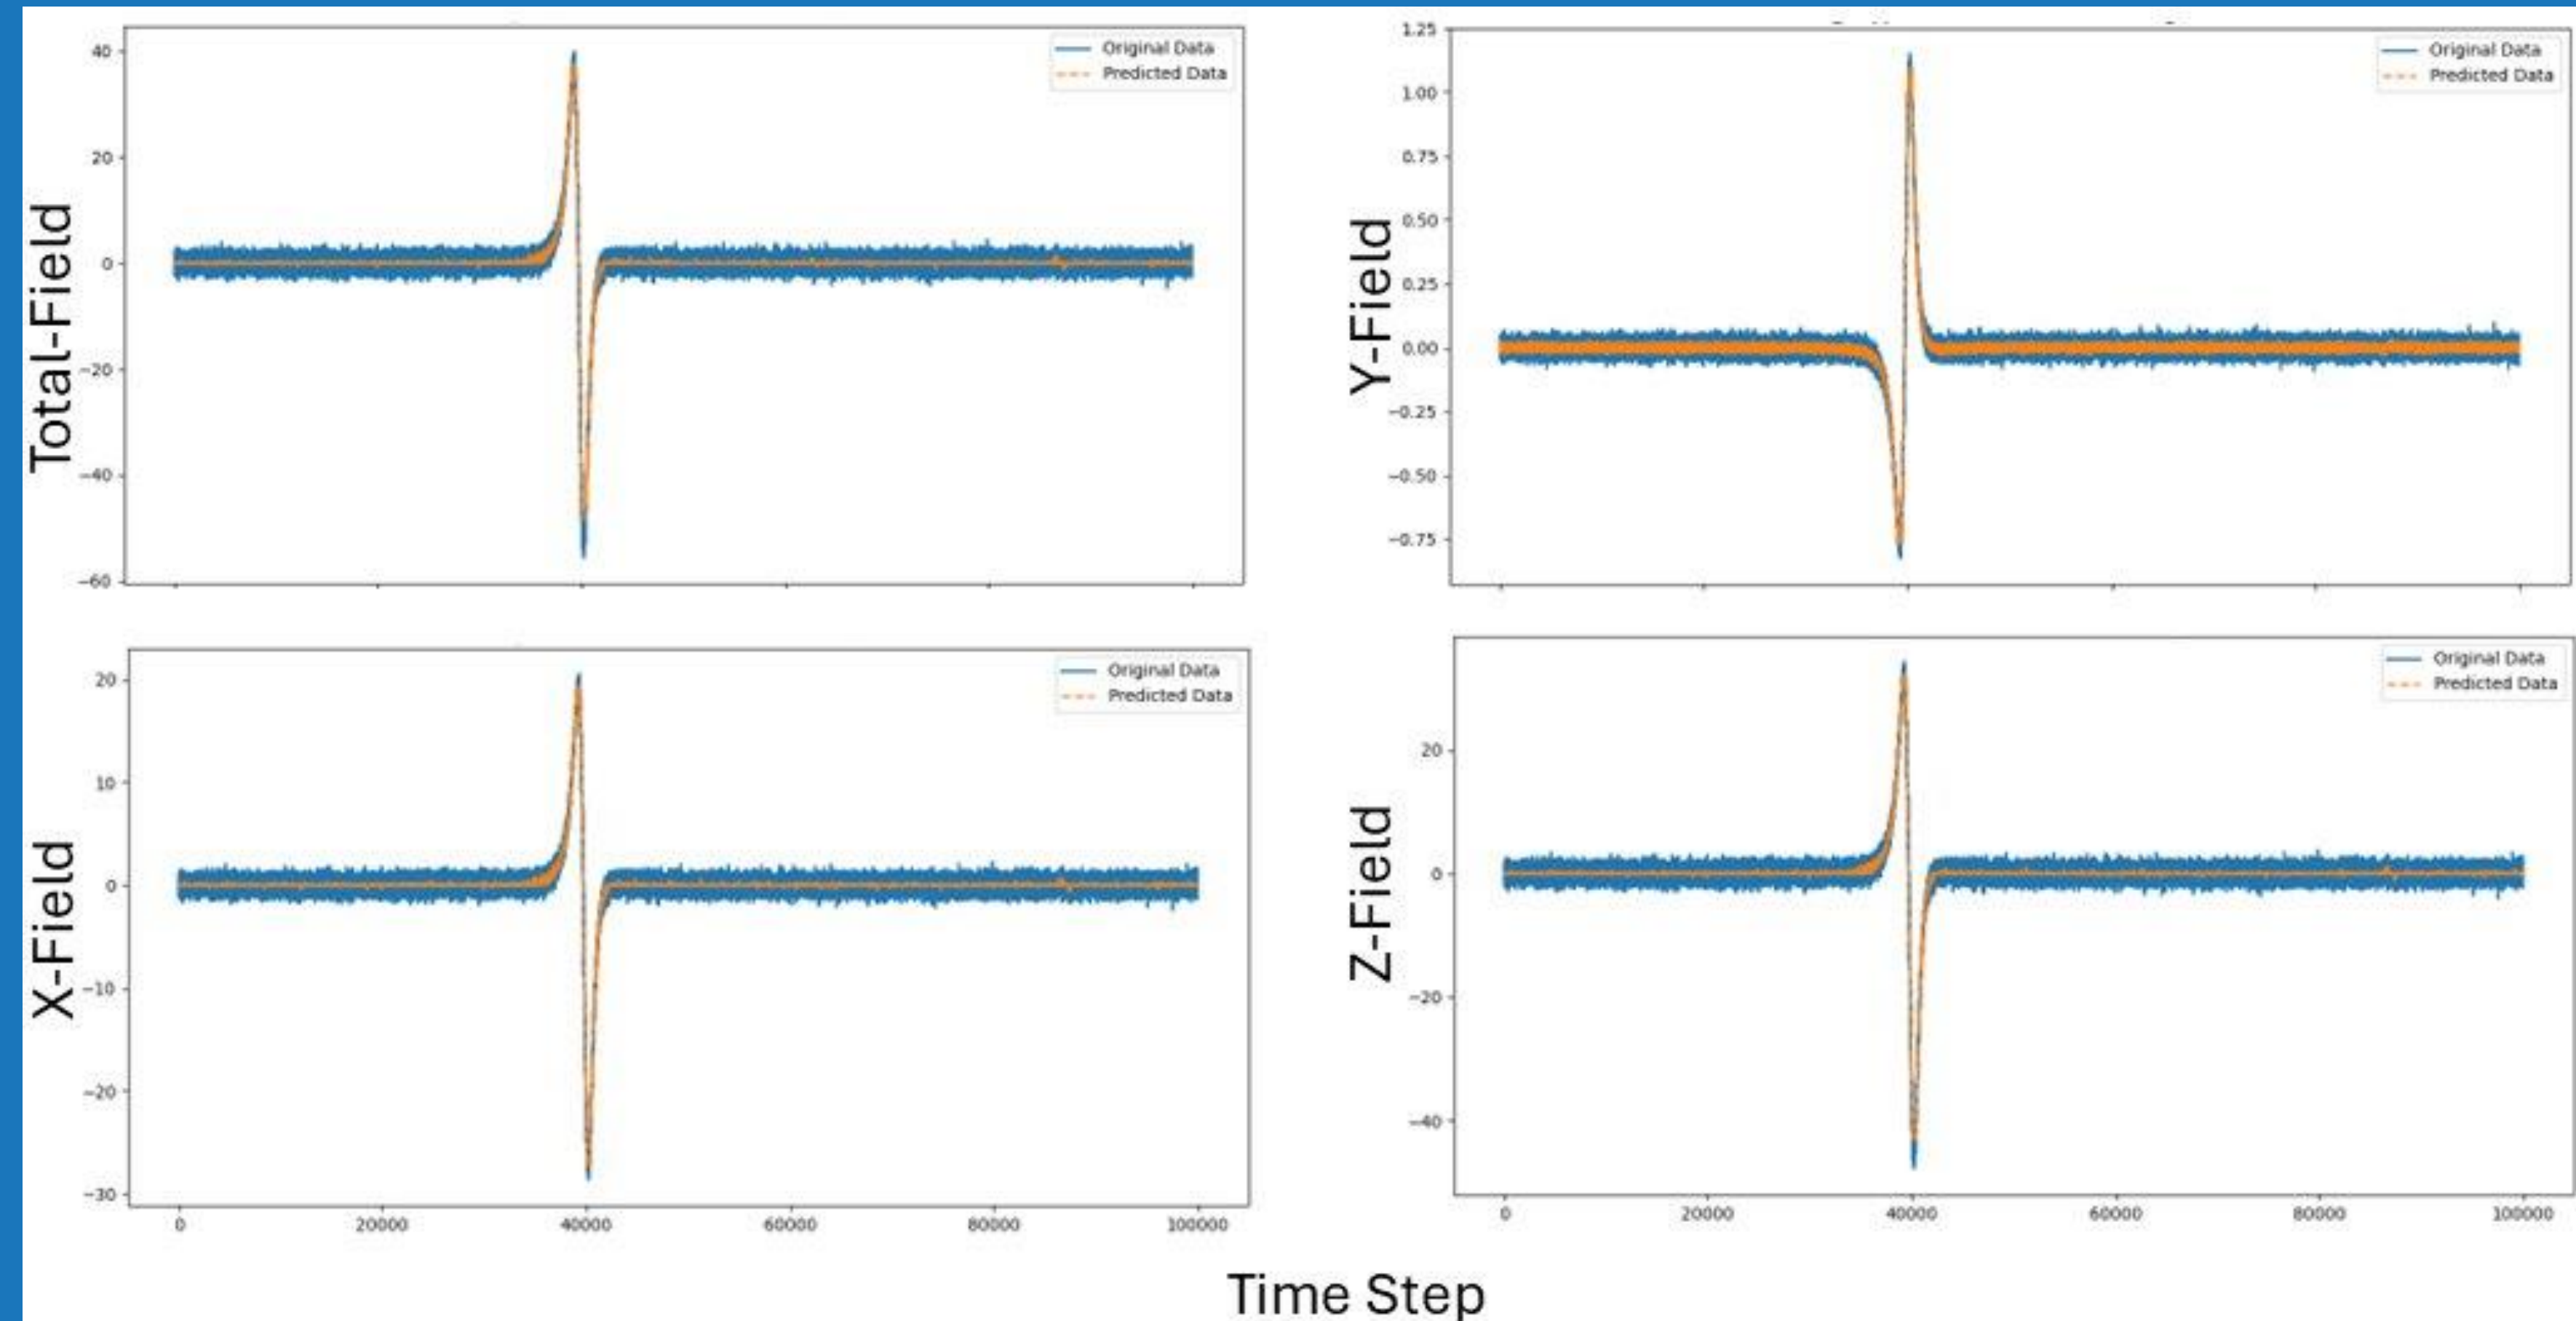 Total-Field
40
20
0
−20
−40
−60
Original Data
Predicted Data
Y-Field
1.25
1.00
0.75
0.50
0.25
0.00
−0.25
−0.50
−0.75
Original Data
Predicted Data
X-Field
20
10
0
−10
−20
−30
Original Data
Predicted Data
0 20000 40000 60000 80000 100000
Z-Field
20
0
−20
−40
Original Data
Predicted Data
0 20000 40000 60000 80000 100000
Time Step